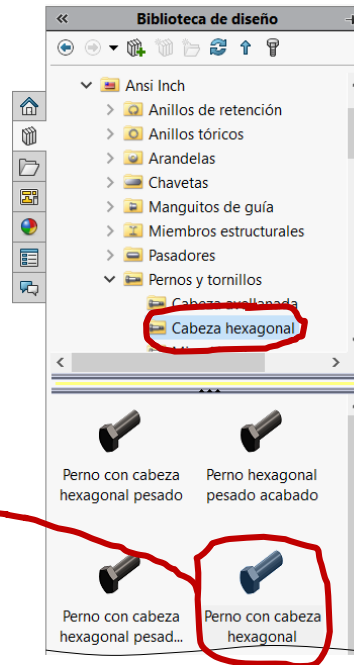 Biblioteca de diseño
Ansi Inch
Anillos de retención
Anillos tóricos
Arandelas
Chavetas
Manguitos de guía
Miembros estructurales
Pasadores
Pernos y tornillos
Cabeza avellanada
Cabeza hexagonal
Perno con cabeza
hexagonal pesado
Perno hexagonal
pesado acabado
Perno con cabeza
hexagonal pesad...
Perno con cabeza
hexagonal